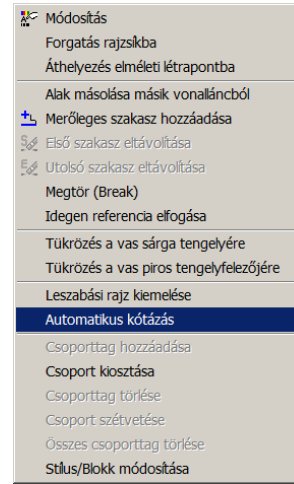 Módosítás
Forgatás rajzsíkba
Áthelyezés elméleti létrapontba
Alak másolása másik vonalláncból
Merőleges szakasz hozzáadása
Első szakasz eltávolítása
Utolsó szakasz eltávolítása
Megtör (Break)
Idegen referencia elfogása
Tükrözés a vas sárga tengelyére
Tükrözés a vas piros tengelyfelezőjére
Leszabási rajz kiemelése
Automatikus kótázás
Csoporttag hozzáadása
Csoport kiosztása
Csoporttag törlése
Csoport szétvetése
Összes csoporttag törlése
Stílus/Blokk módosítása